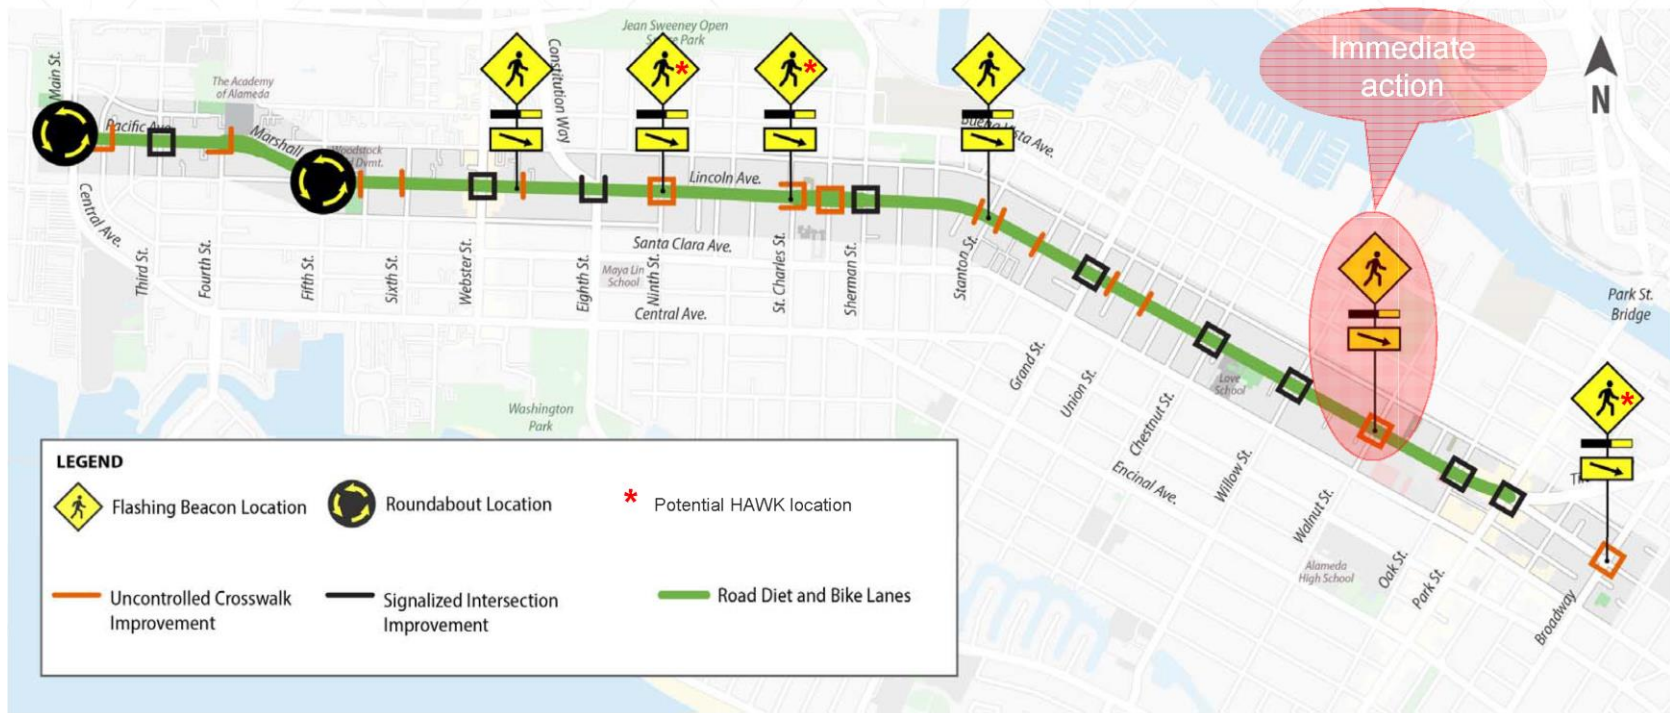 Jean Sweeney Open
Space Park
Immediate
action
N
Main St.
The Academy
of Alameda
Constitution Way
Pacific Ave.
Marshall
Woodstock
Buena Vista Ave.
Lincoln Ave.
Central Ave.
Third St.
Fourth St.
Fifth St.
Sixth St.
Webster St.
Eighth St.
Maya Lin
School
Ninth St.
Santa Clara Ave.
Central Ave.
St. Charles St.
Sherman St.
Stanton St.
Grand St.
Union St.
Chestnut St.
Love
School
Willow St.
Encinal Ave.
Walnut St.
Alameda
High School
Oak St.
Park St.
Broadway
Park St.
Bridge
Washington
Park
LEGEND
Flashing Beacon Location
Roundabout Location
* Potential HAWK location
Uncontrolled Crosswalk
Improvement
Signalized Intersection
Improvement
Road Diet and Bike Lanes